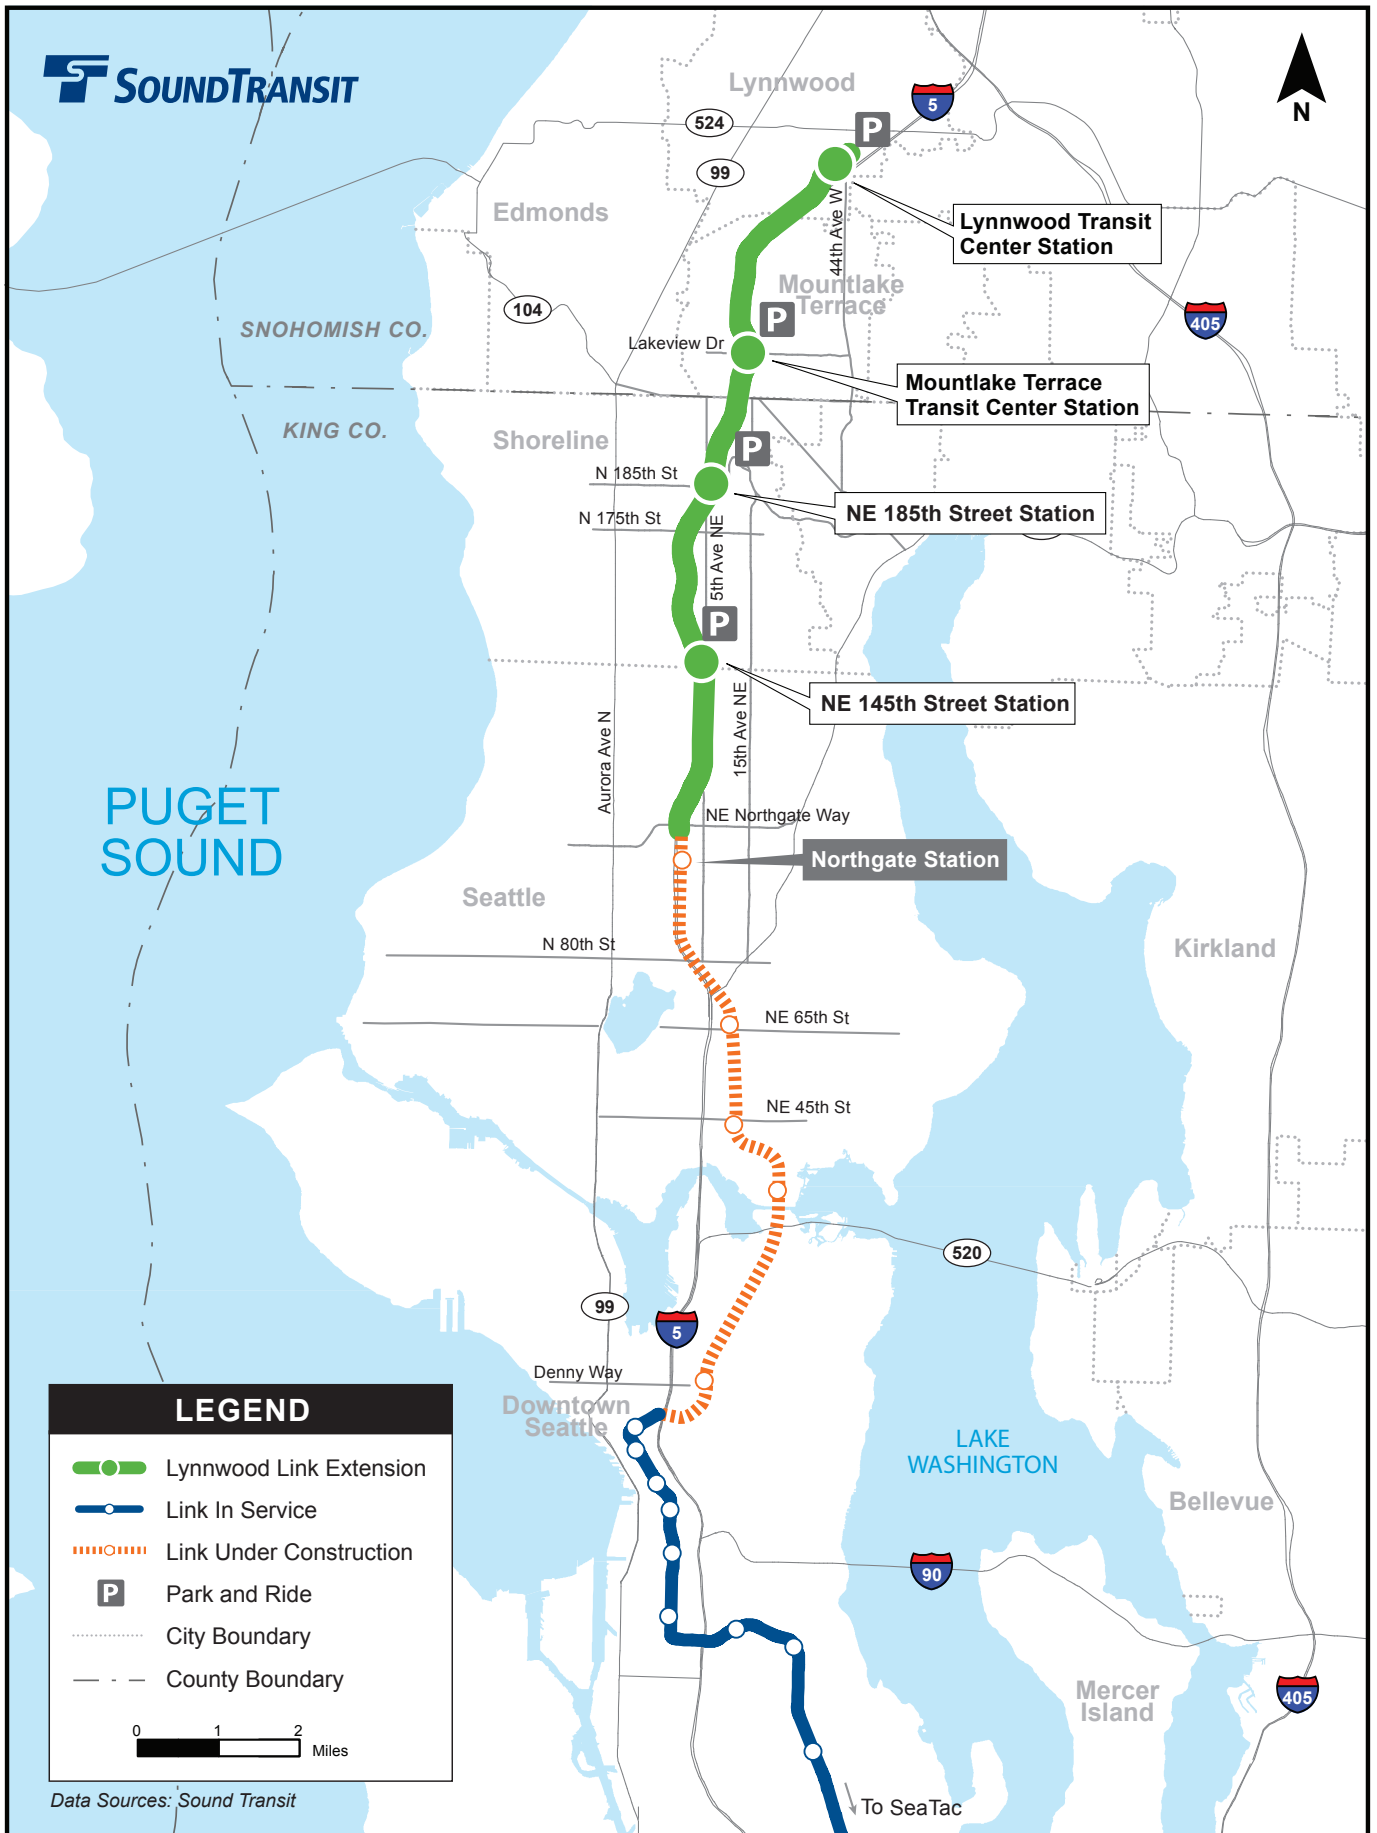 SOUNDTRANSIT
N
Lynnwood
5
P
524
99
Edmonds
44th Ave W
Lynnwood Transit
Center Station
Mountlake
Terrace
104
P
405
SNOHOMISH CO.
Lakeview Dr
Mountlake Terrace
Transit Center Station
KING CO.
Shoreline
P
N 185th St
NE 185th Street Station
N 175th St
5th Ave NE
P
NE 145th Street Station
15th Ave NE
Aurora Ave N
PUGET
SOUND
NE Northgate Way
Northgate Station
Seattle
N 80th St
Kirkland
NE 65th St
NE 45th St
520
99
5
Denny Way
Downtown
Seattle
LAKE
WASHINGTON
Bellevue
90
Mercer
Island
405
To SeaTac
LEGEND
Lynnwood Link Extension
Link In Service
Link Under Construction
P Park and Ride
City Boundary
County Boundary
0 1 2
Miles
Data Sources: Sound Transit